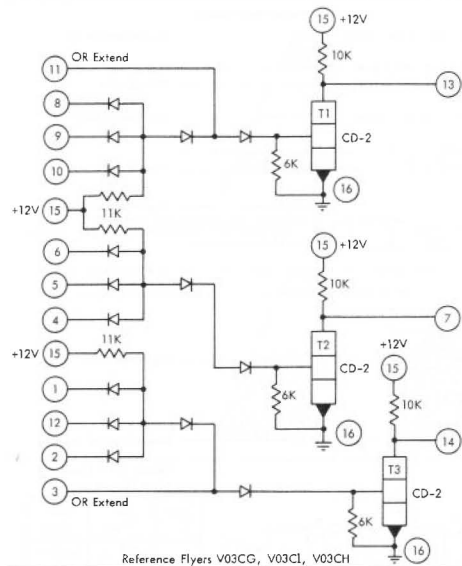 15 +12V
OR Extend
11
10K
8
13
9
T1
CD-2
10
6K
16
+12V 15
11K
6
15 +12V
5
10K
4
7
+12V 15
11K
T2
+12V
CD-2
15
1
6K
10K
12
16
14
2
T3
3
CD-2
OR Extend
6K
16
Reference Flyers V03CG, V03CI, V03CH